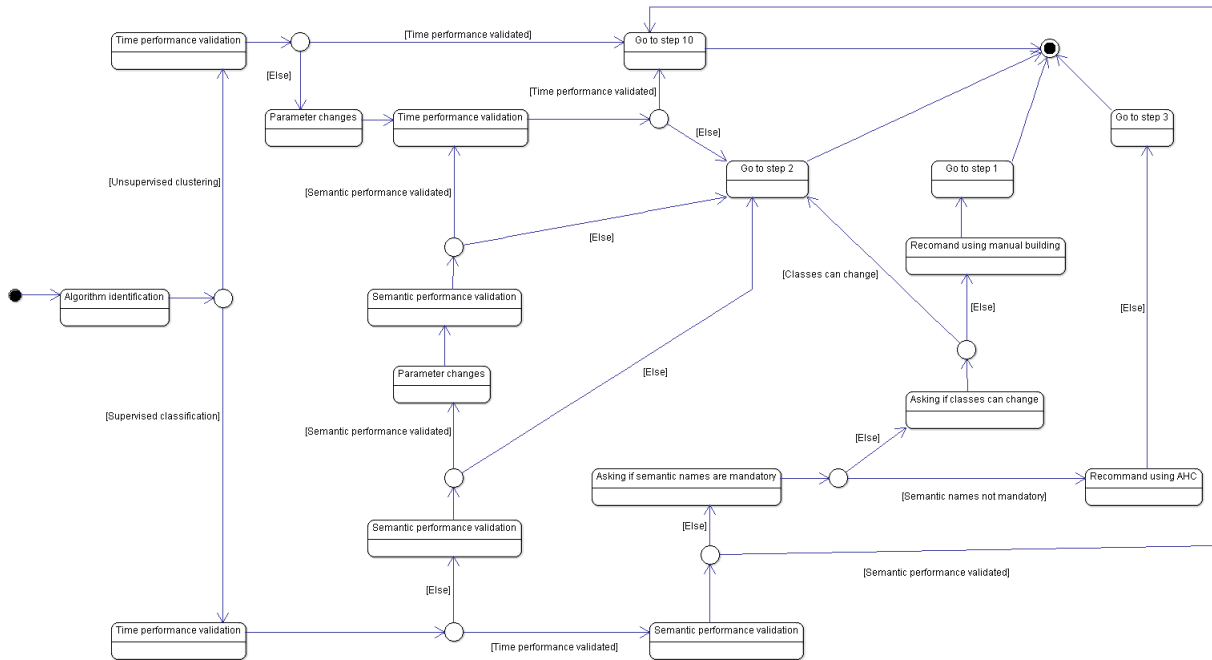 Time performance validation
[Time performance validated]
Go to step 10
[Else]
[Time performance validated]
Parameter changes
Time performance validation
Go to step 3
[Else]
[Unsupervised clustering]
[Semantic performance validated]
Go to step 2
Go to step 1
[Else]
Recomand using manual building
[Classes can change]
Algorithm identification
Semantic performance validation
[Else]
[Else]
Parameter changes
[Else]
Asking if classes can change
[Supervised classification]
[Semantic performance validated]
[Else]
Asking if semantic names are mandatory
Recommand using AHC
[Semantic names not mandatory]
Semantic performance validation
[Else]
[Semantic performance validated]
[Else]
Time performance validation
Semantic performance validation
[Time performance validated]